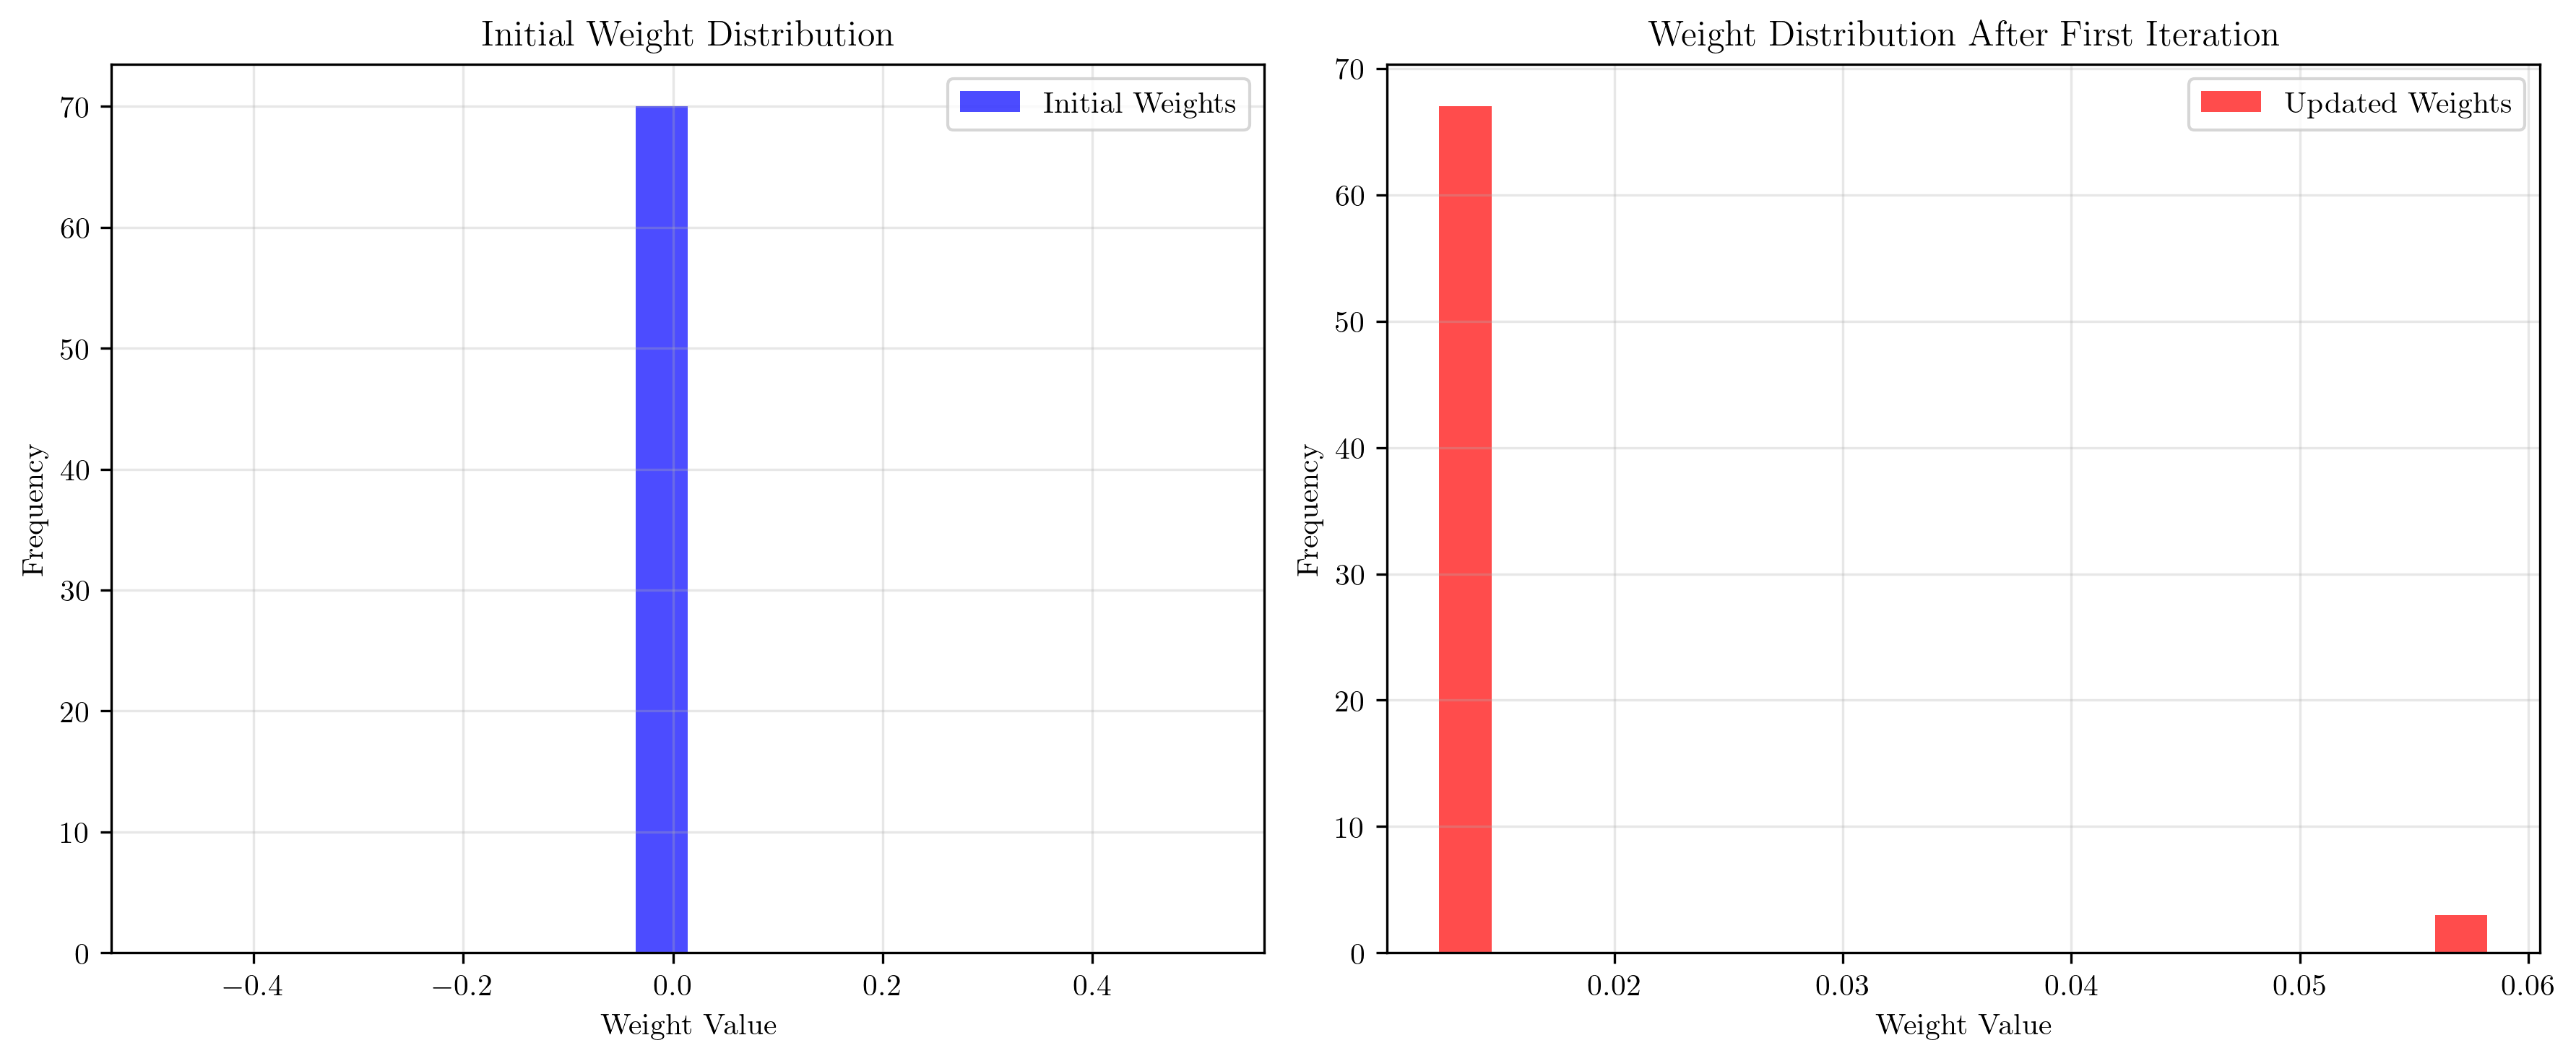 Initial Weight Distribution
Initial Weights
70
60
50
40
30
20
10
0
Frequency
−0.4 −0.2 0.0 0.2 0.4
Weight Value
Weight Distribution After First Iteration
Updated Weights
70
60
50
40
30
20
10
0
Frequency
0.02 0.03 0.04 0.05 0.06
Weight Value